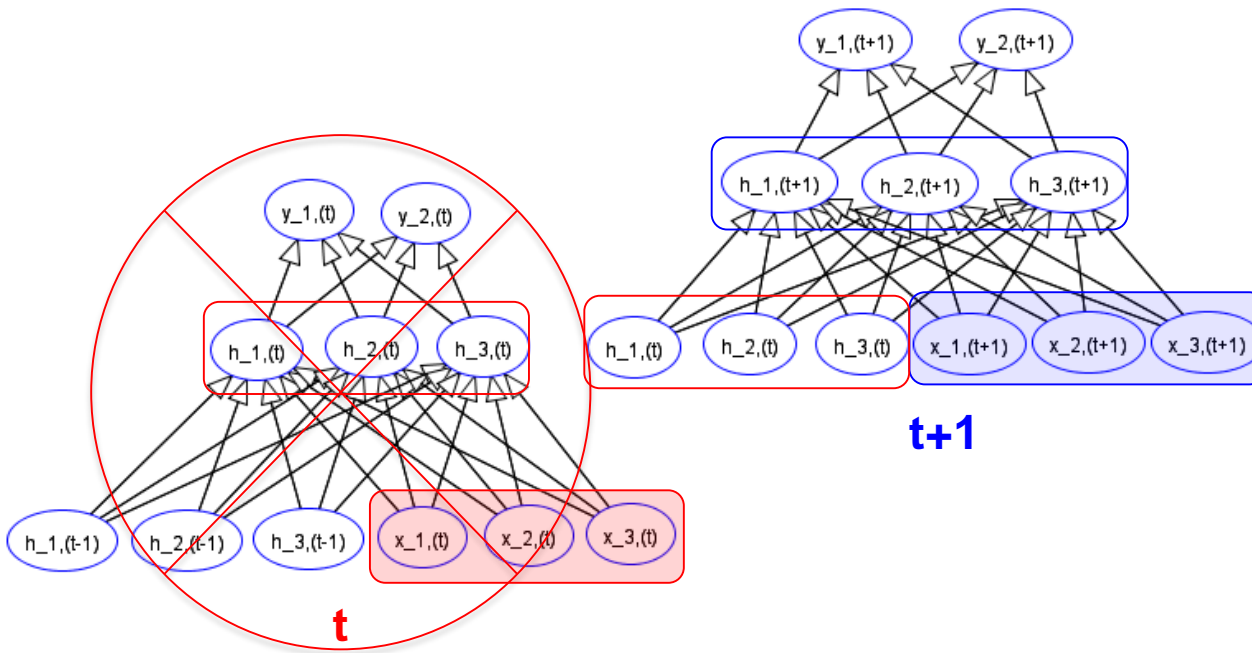 y_1,(t+1) y_2,(t+1)
h_1,(t+1) h_2,(t+1) h_3,(t+1)
y_1,(t) y_2,(t)
h_1,(t) h_2,(t) h_3,(t) h_1,(t) h_2,(t) h_3,(t) x_1,(t+1) x_2,(t+1) x_3,(t+1)
t+1
h_1,(t-1) h_2,(t-1) h_3,(t-1) x_1,(t) x_2,(t) x_3,(t)
t